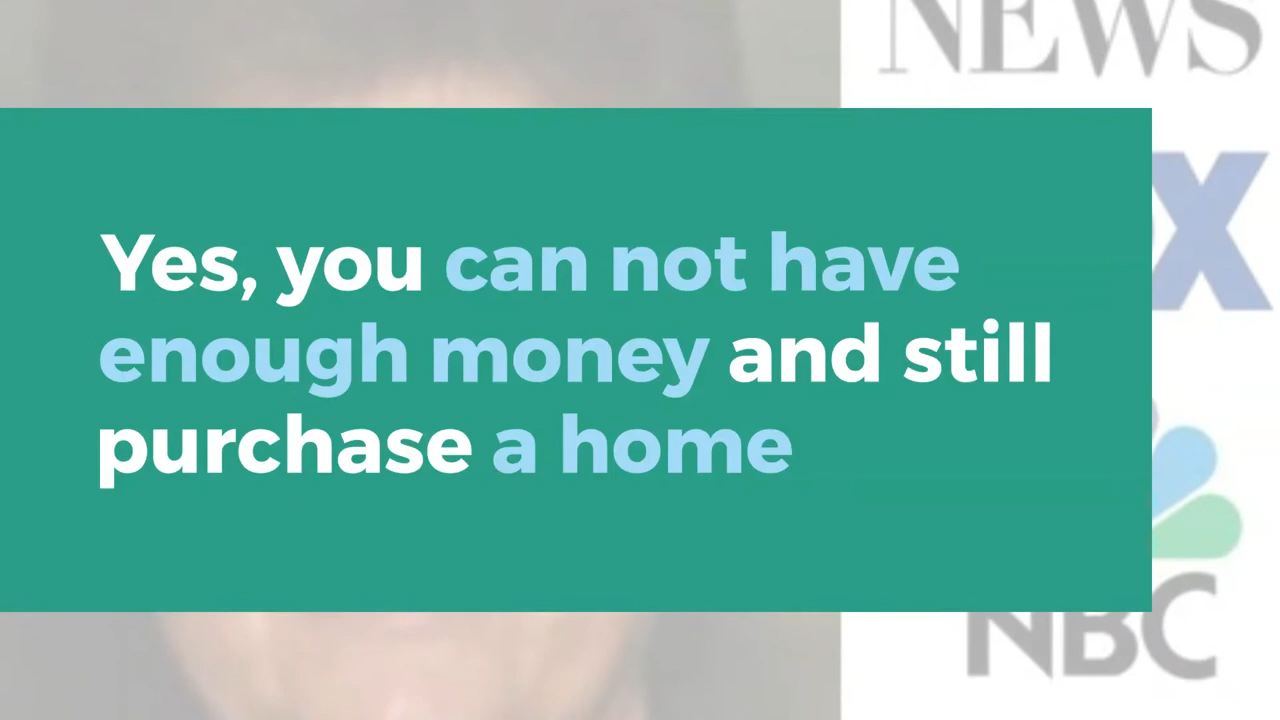 NEWS
Yes, you can not have
enough money and still
purchase a home
X
NBC